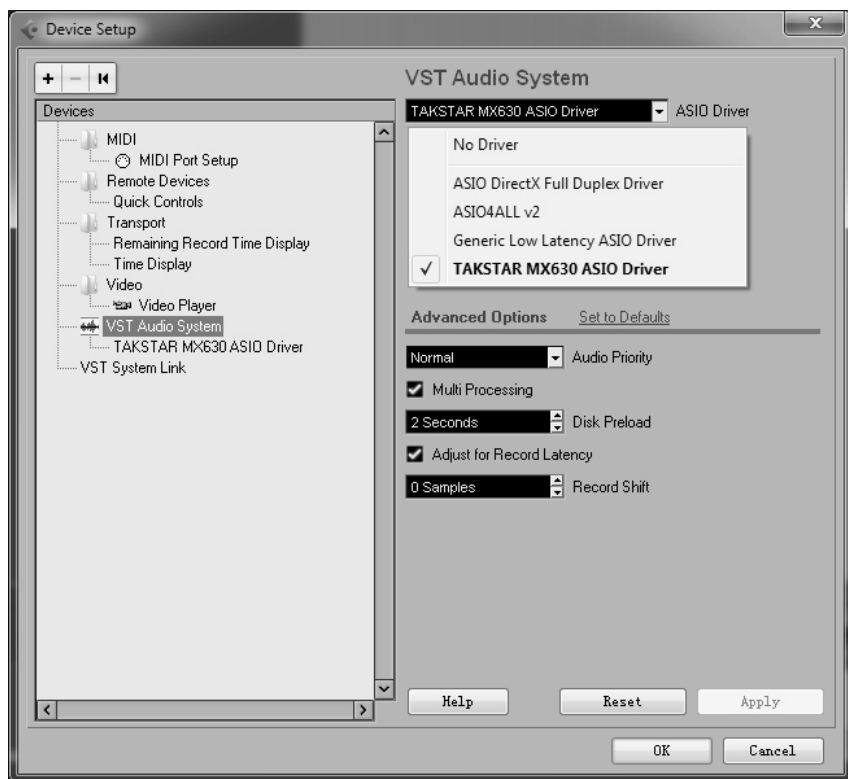 Device Setup
Devices
MIDI
MIDI Port Setup
Remote Devices
Quick Controls
Transport
Remaining Record Time Display
Time Display
Video
Video Player
VST Audio System
TAKSTAR MX630 ASIO Driver
VST System Link
VST Audio System
TAKSTAR MX630 ASIO Driver ASIO Driver
No Driver
ASIO DirectX Full Duplex Driver
ASIO4ALL v2
Generic Low Latency ASIO Driver
✓ TAKSTAR MX630 ASIO Driver
Advanced Options Set to Defaults
Normal Audio Priority
Multi Processing
2 Seconds Disk Preload
Adjust for Record Latency
0 Samples Record Shift
Help Reset Apply
OK Cancel